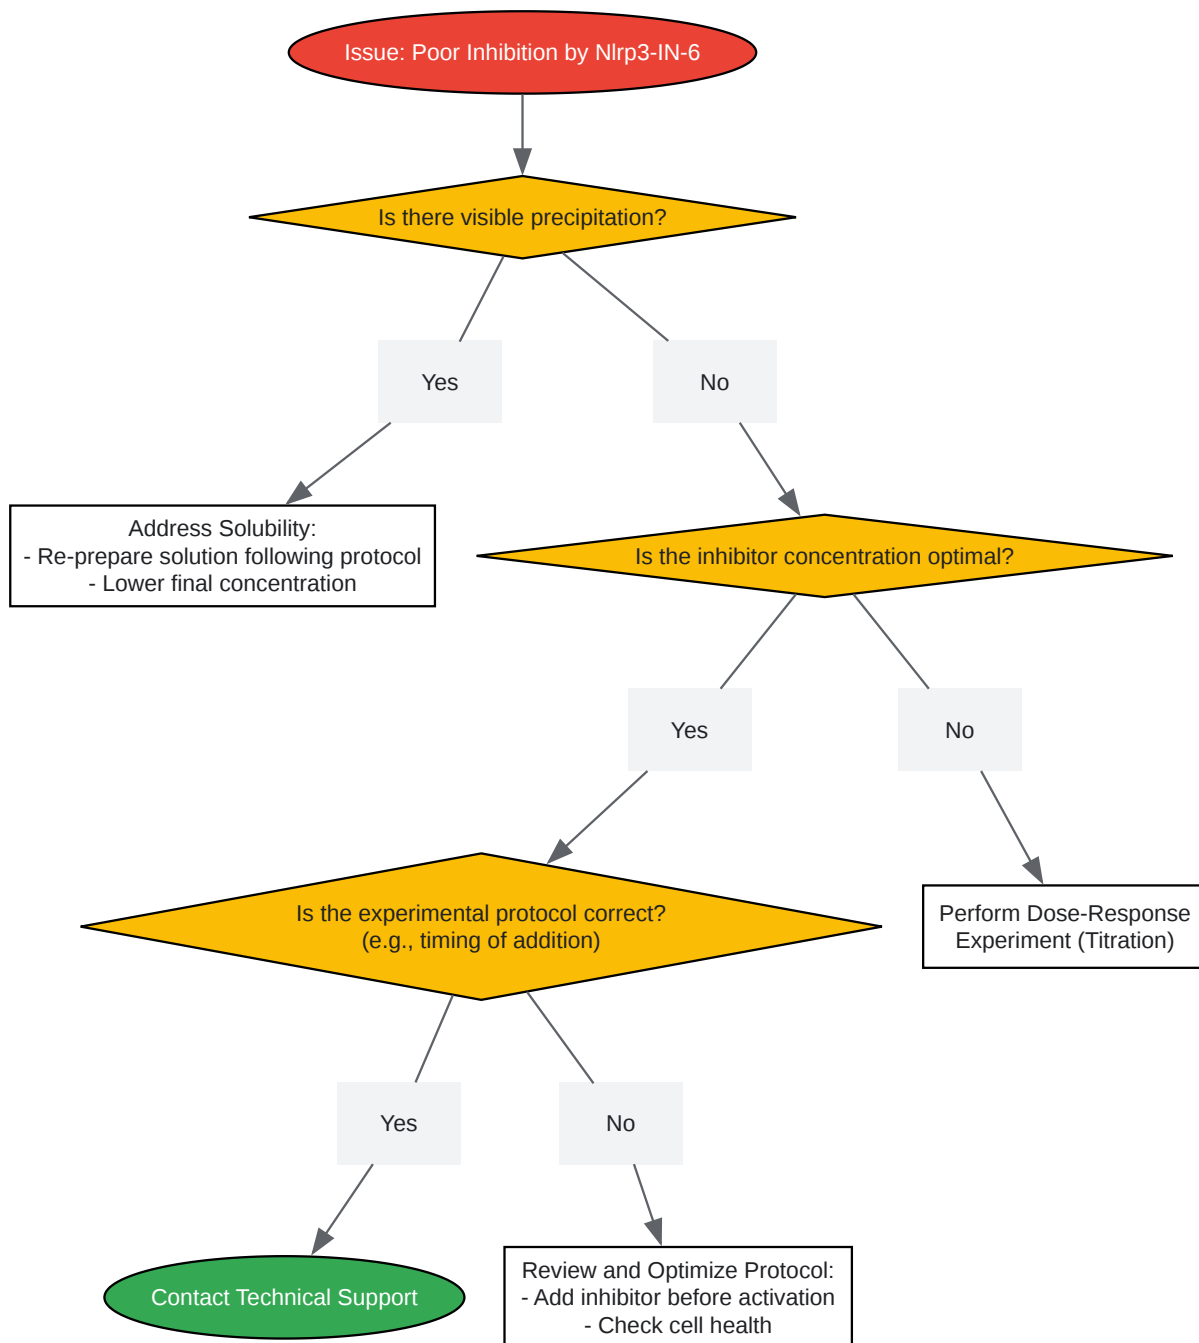 Issue: Poor Inhibition by Nlrp3-IN-6
Is there visible precipitation?
Yes
No
Address Solubility:
- Re-prepare solution following protocol
- Lower final concentration
Is the inhibitor concentration optimal?
Yes
No
Is the experimental protocol correct?
(e.g., timing of addition)
Perform Dose-Response
Experiment (Titration)
Yes
No
Contact Technical Support
Review and Optimize Protocol:
- Add inhibitor before activation
- Check cell health